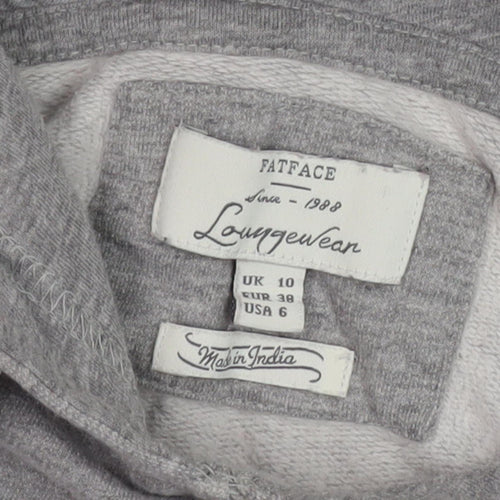 FATFACE
Since - 1988
Loungewear
UK 10
EUR 38
USA 6
Made in India